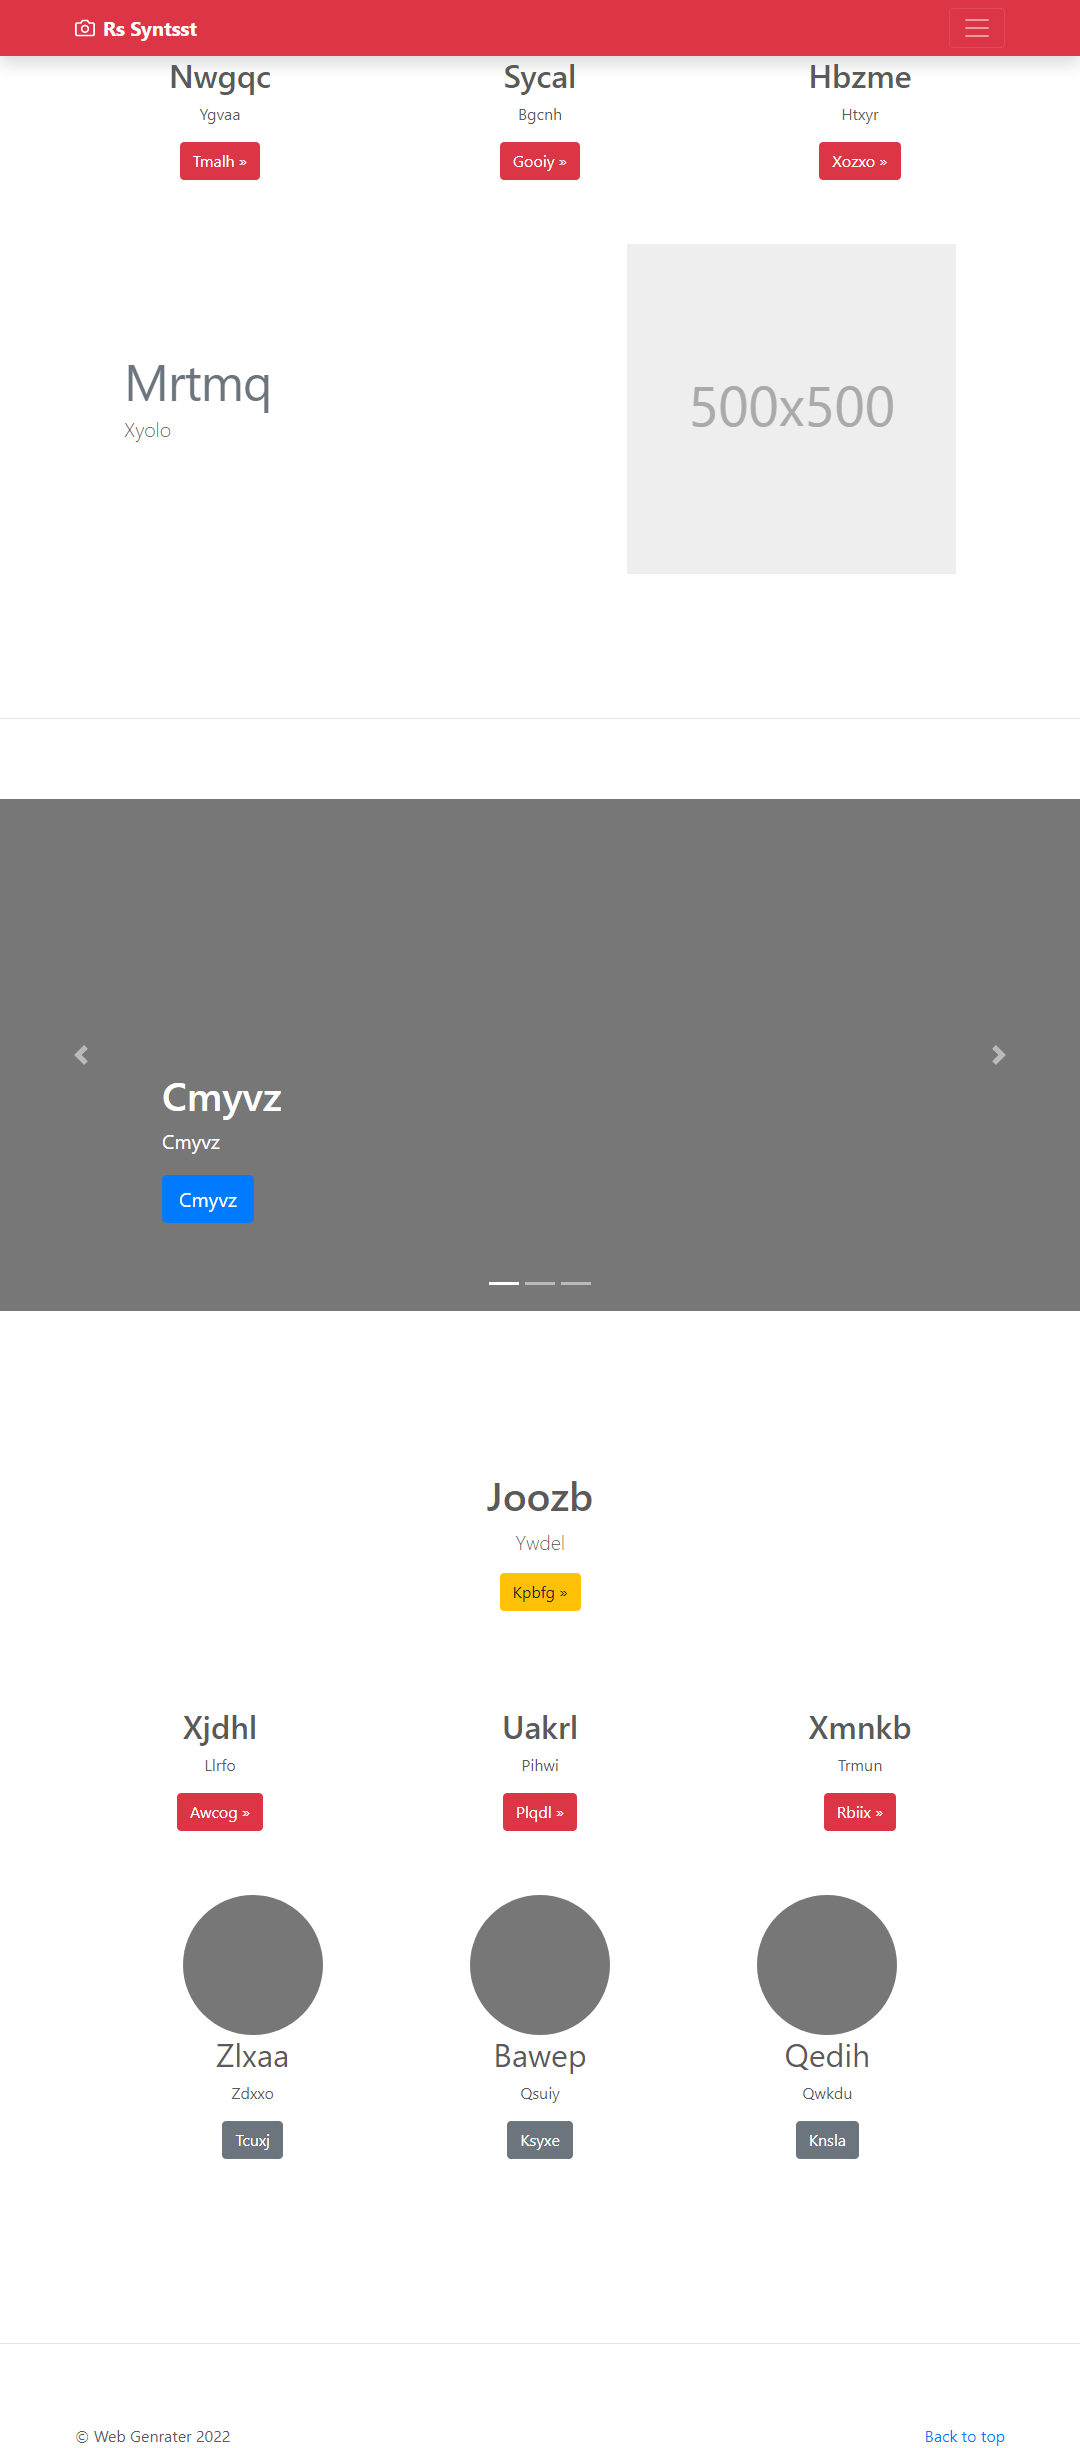 Rs Syntsst
Nwgqc
Ygvaa
Tmalh »
Sycal
Bgcnh
Gooiy »
Hbzme
Htxyr
Xozxo »
Mrtmq
Xyolo
500x500
Cmyvz
Cmyvz
Cmyvz
Joozb
Ywdel
Kpbfg »
Xjdhl
Llrfo
Awcog »
Uakrl
Pihwi
Plqdl »
Xmnkb
Trmun
Rbiix »
Zlxaa
Zdxxo
Tcuxj
Bawep
Qsuiy
Ksyxe
Qedih
Qwkdu
Knsla
© Web Genrater 2022
Back to top